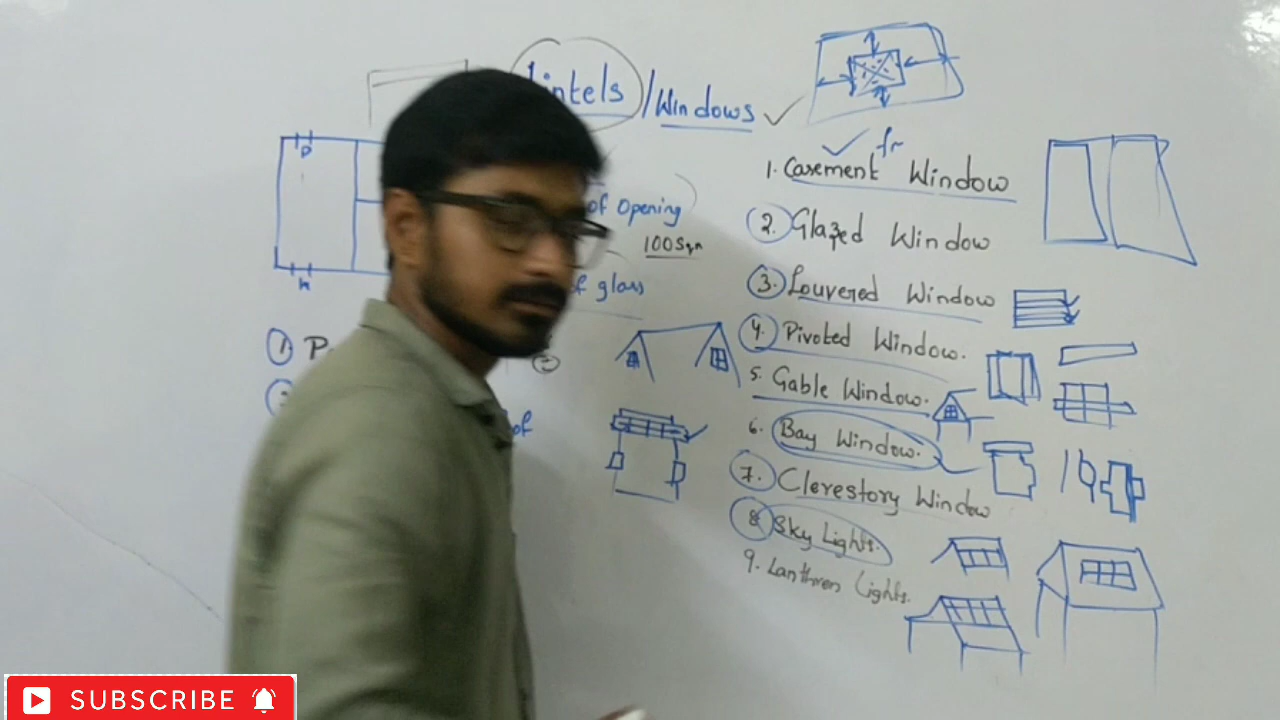 Lintels / Windows
of Opening
100 Sqm
of glass
of
1. Casement Window
2. Glazed Window
3. Louvered Window
4. Pivoted Window.
5. Gable Window.
6. Bay Window.
7. Clerestory Window
8 Sky Lights.
9. Lanthren Lights.
SUBSCRIBE